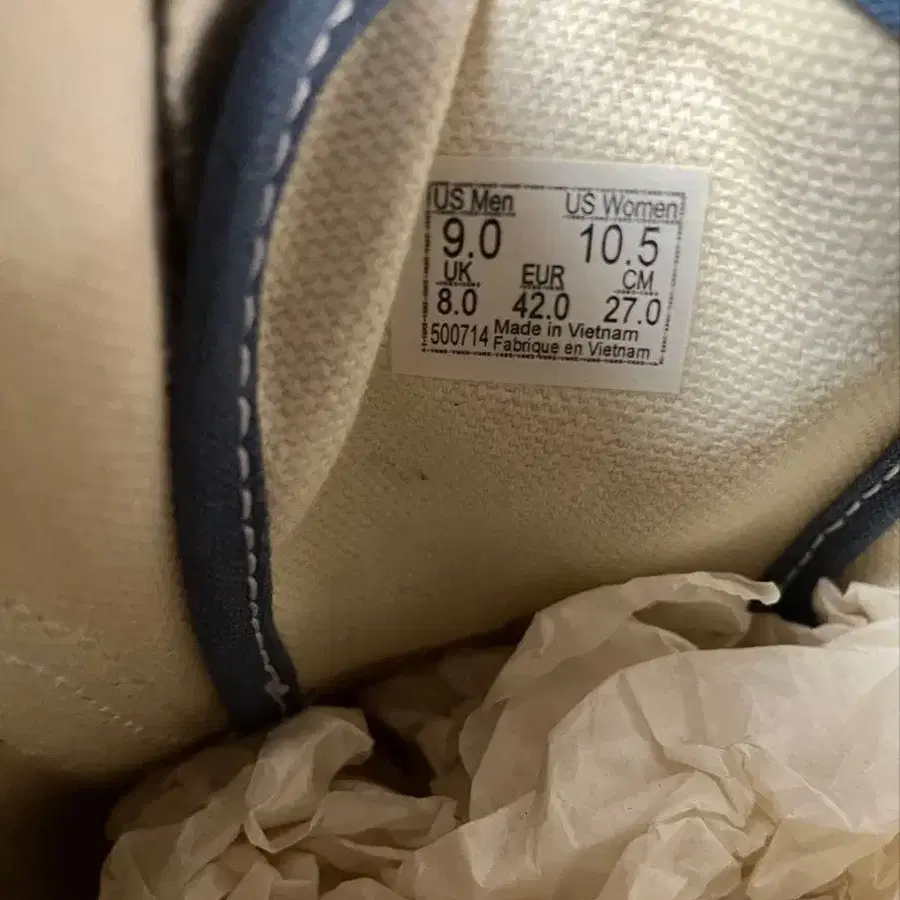 US Men US Women
9.0 10.5
UK EUR CM
8.0 42.0 27.0
500714 Made in Vietnam
Fabrique en Vietnam